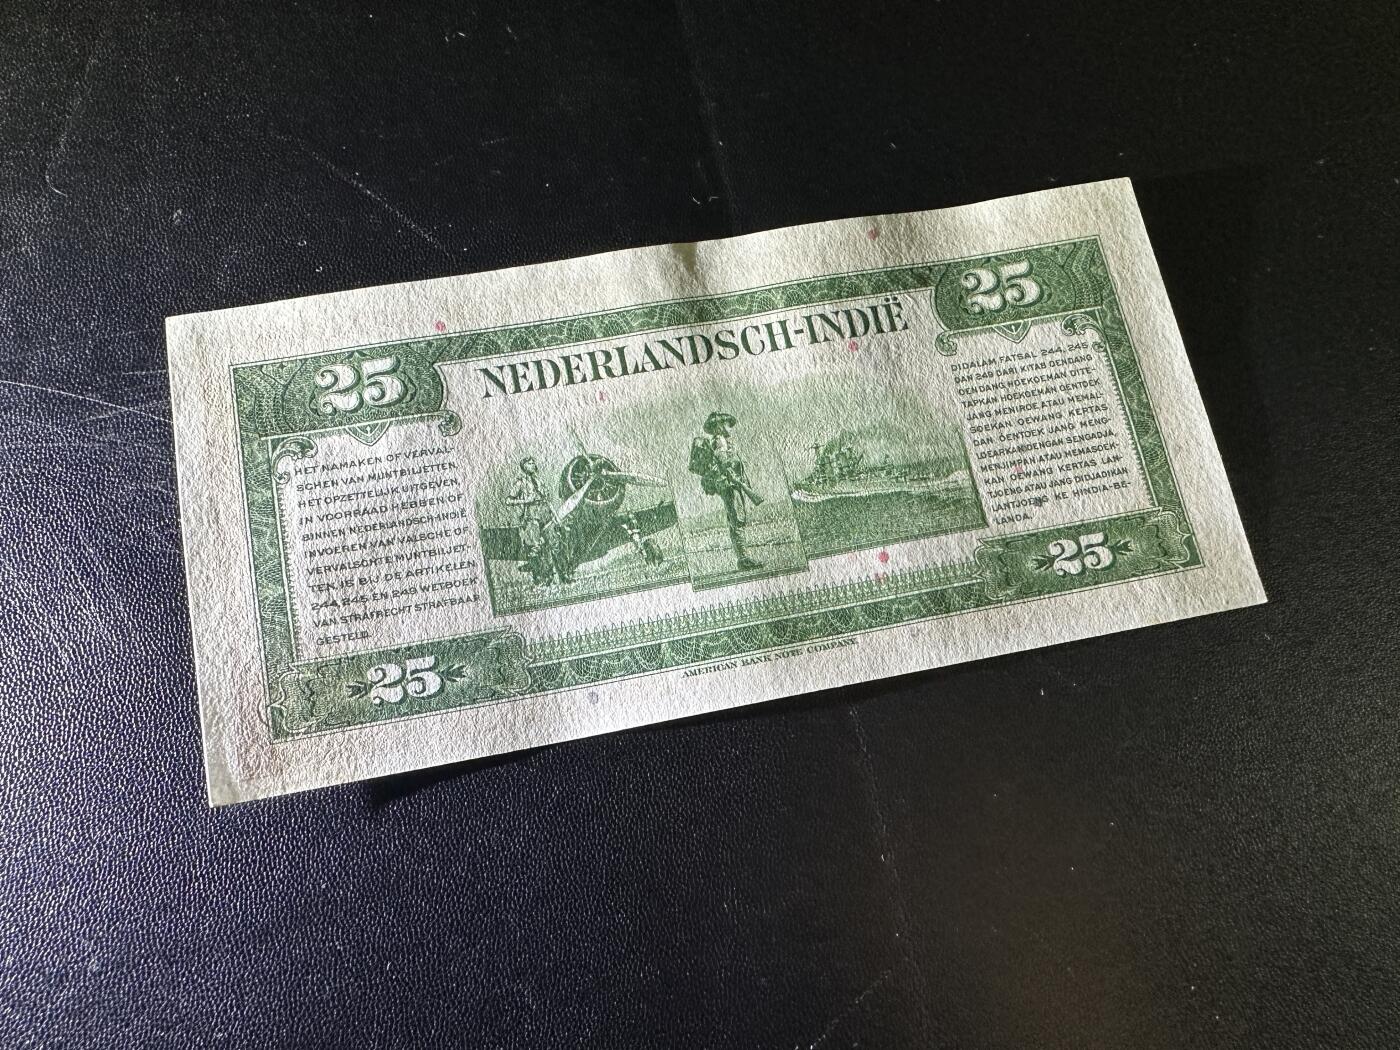 25
25
NEDERLANDSCH-INDIË
HET NAMAKEN OF VERVAL-
SCHEN VAN MUNTBILJETTEN,
HET OPZETTELIJK UITGEVEN,
IN VOORRAAD HEBBEN OF
BINNEN NEDERLANDSCH-INDIË
INVOEREN VAN VALSCHE OF
VERVALSCHTE MUNTBILJET-
TEN IS BIJ DE ARTIKELEN
244, 245 EN 249 WETBOEK
VAN STRAFRECHT STRAFBAAR
GESTELD.
DIDALAM FATSAL 244, 245
DAN 249 DARI KITAB OENDANG
OENDANG HOEKOEMAN DITE-
TAPKAN HOEKOEMAN OENTOEK
JANG MENIROE ATAU MEMAL-
SOEKAN OEWANG KERTAS
DAN OENTOEK JANG MENG-
IDARKAN DENGAN SENGADJA,
MENJIMPAN ATAU MEMASOEK-
KAN OEWANG KERTAS LAN-
TJOENG ATAU JANG DIDJADIKAN
LANTJOENG KE HINDIA-BE-
LANDA.
25
25
AMERICAN BANK NOTE COMPANY